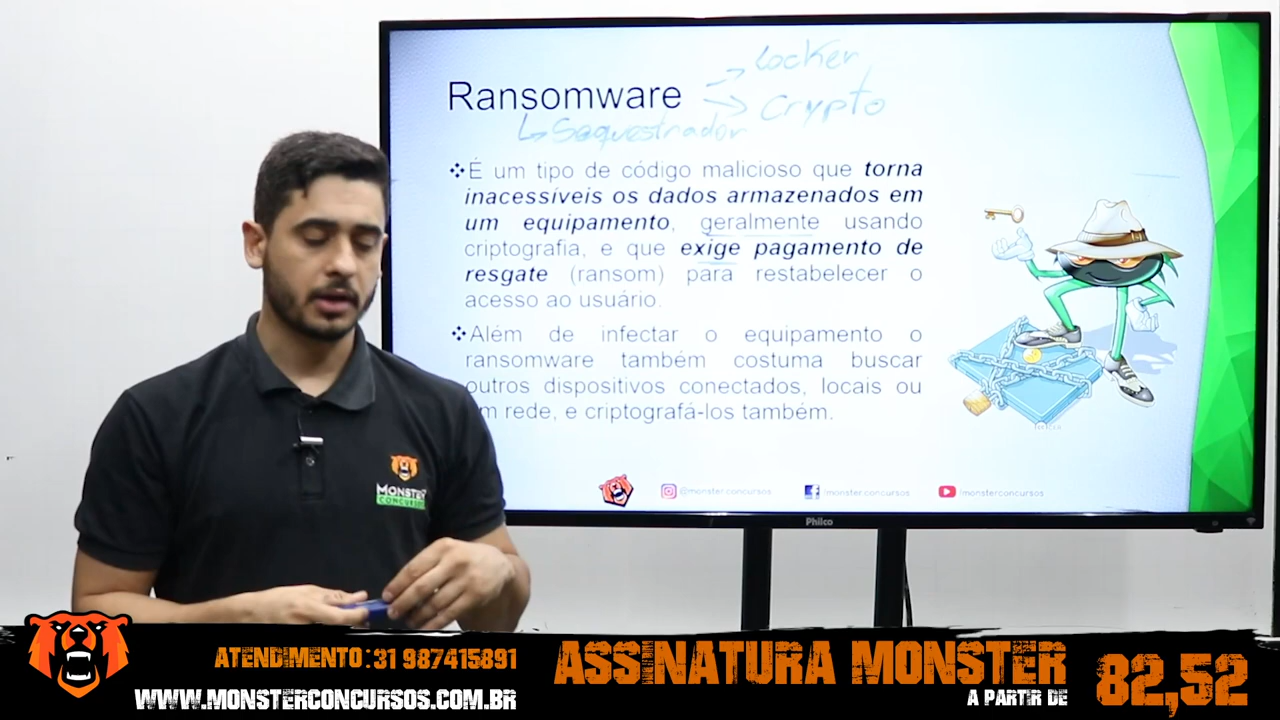 Locker
Ransomware
Crypto
↳ Sequestrador
❖É um tipo de código malicioso que torna
inacessíveis os dados armazenados em
um equipamento, geralmente usando
criptografia, e que exige pagamento de
resgate (ransom) para restabelecer o
acesso ao usuário.
❖Além de infectar o equipamento o
ransomware também costuma buscar
outros dispositivos conectados, locais ou
em rede, e criptografá-los também.
@monster.concursos
/monster.concursos
/monsterconcursos
Philco
MONSTER
CONCURSOS
ATENDIMENTO: 31 987415891
WWW.MONSTERCONCURSOS.COM.BR
ASSINATURA MONSTER
A PARTIR DE
82,52